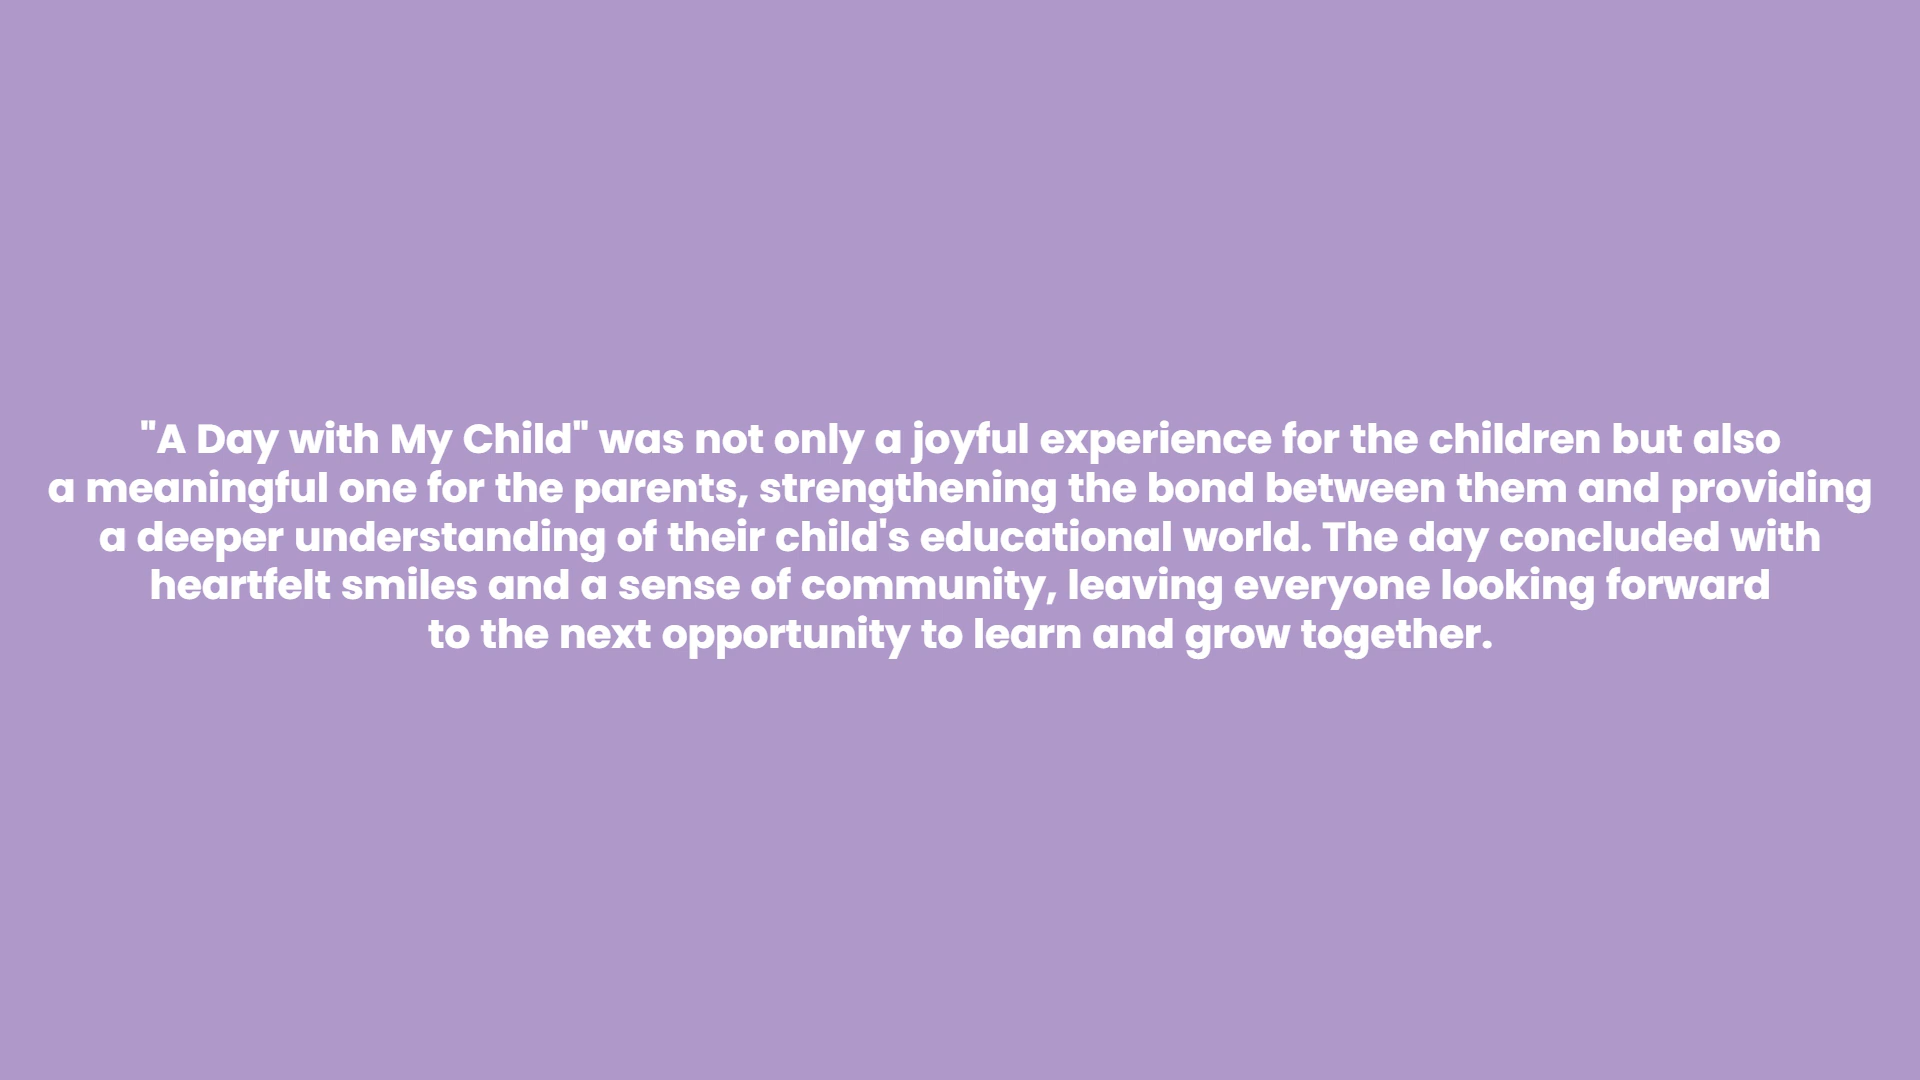 "A Day with My Child" was not only a joyful experience for the children but also
a meaningful one for the parents, strengthening the bond between them and providing
a deeper understanding of their child's educational world. The day concluded with
heartfelt smiles and a sense of community, leaving everyone looking forward
to the next opportunity to learn and grow together.